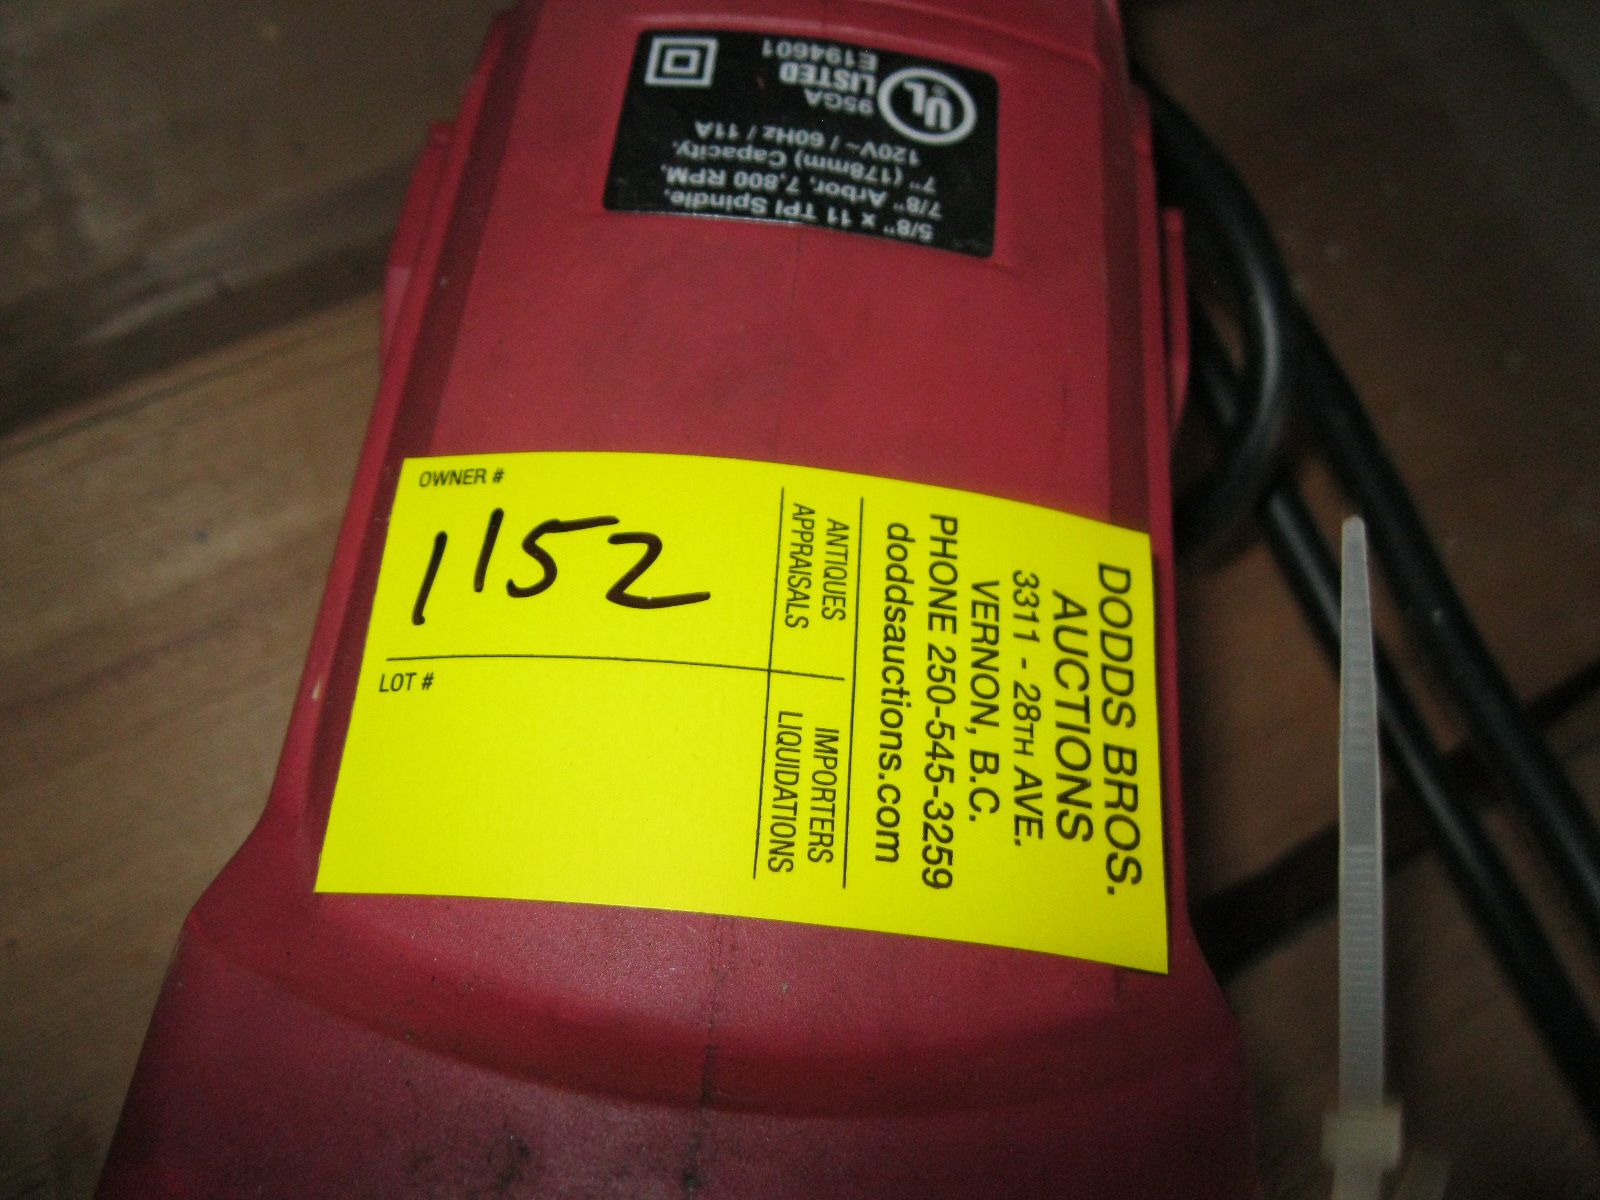 5/8" x 11 TPI Spindle.
7/8" Arbor. 7,800 RPM.
7" (178mm) Capacity.
120V~ / 60Hz / 11A
UL
95GA
LISTED
E194601
OWNER #
1152
LOT #
DODDS BROS.
AUCTIONS
3311 - 28TH AVE.
VERNON, B.C.
PHONE 250-545-3259
doddsauctions.com
ANTIQUES
APPRAISALS
IMPORTERS
LIQUIDATIONS